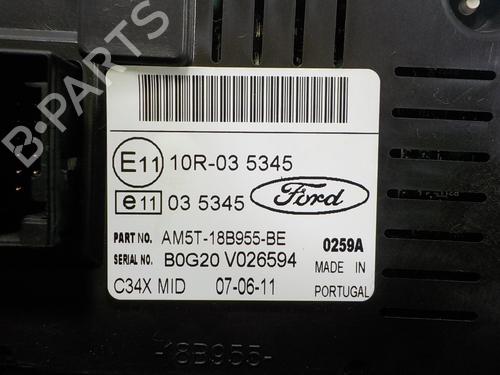 B-PARTS
E11 10R-03 5345
e11 03 5345 Ford
PART NO. AM5T-18B955-BE 0259A
SERIAL NO. B0G20 V026594 MADE IN
C34X MID 07-06-11 PORTUGAL
-18B955-